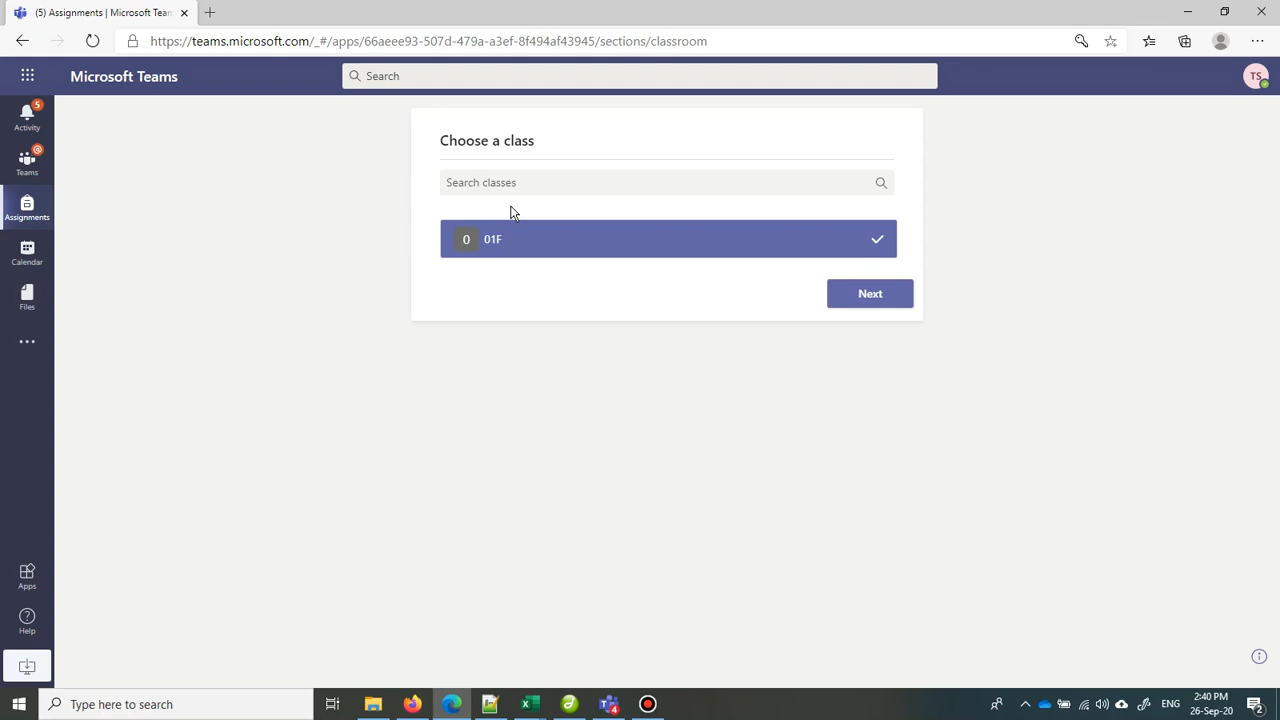 (5) Assignments | Microsoft Team
https://teams.microsoft.com/_#/apps/66aeee93-507d-479a-a3ef-8f494af43945/sections/classroom
Microsoft Teams
Search
TS
5
Activity
@
Teams
Assignments
Calendar
Files
Choose a class
Search classes
0 01F
Next
Apps
?
Help
Type here to search
4
ENG
2:40 PM
26-Sep-20
2